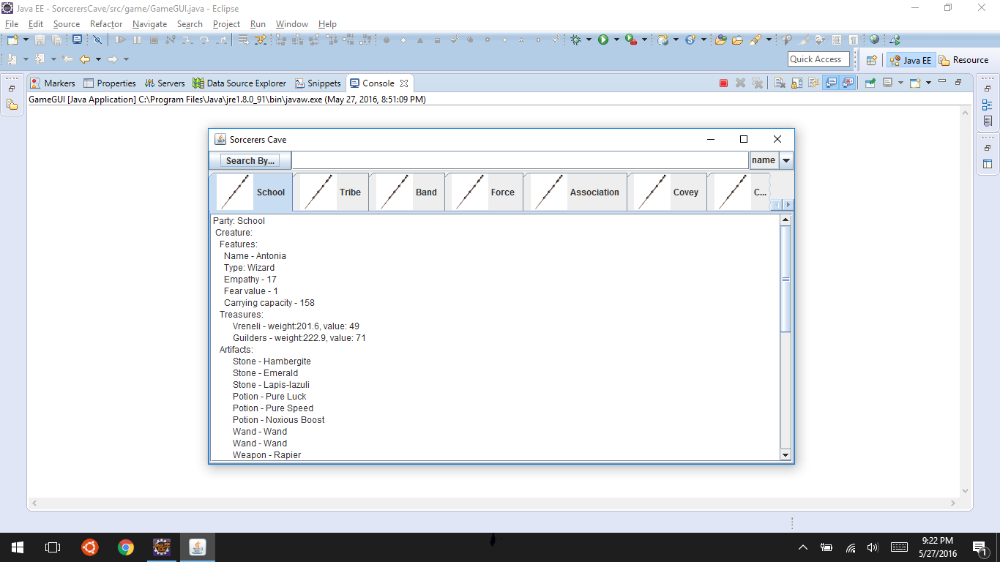 Java EE - SorcerersCave/src/game/GameGUI.java - Eclipse
File Edit Source Refactor Navigate Search Project Run Window Help
Quick Access Java EE Resource
Markers Properties Servers Data Source Explorer Snippets Console
GameGUI [Java Application] C:\Program Files\Java\jre1.8.0_91\bin\javaw.exe (May 27, 2016, 8:51:09 PM)
Sorcerers Cave
Search By... name
School Tribe Band Force Association Covey C...
Party: School
Creature:
Features:
Name - Antonia
Type: Wizard
Empathy - 17
Fear value - 1
Carrying capacity - 158
Treasures:
Vreneli - weight:201.6, value: 49
Guilders - weight:222.9, value: 71
Artifacts:
Stone - Hambergite
Stone - Emerald
Stone - Lapis-lazuli
Potion - Pure Luck
Potion - Pure Speed
Potion - Noxious Boost
Wand - Wand
Wand - Wand
Weapon - Rapier
Java EE
IDE
9:22 PM
5/27/2016
1